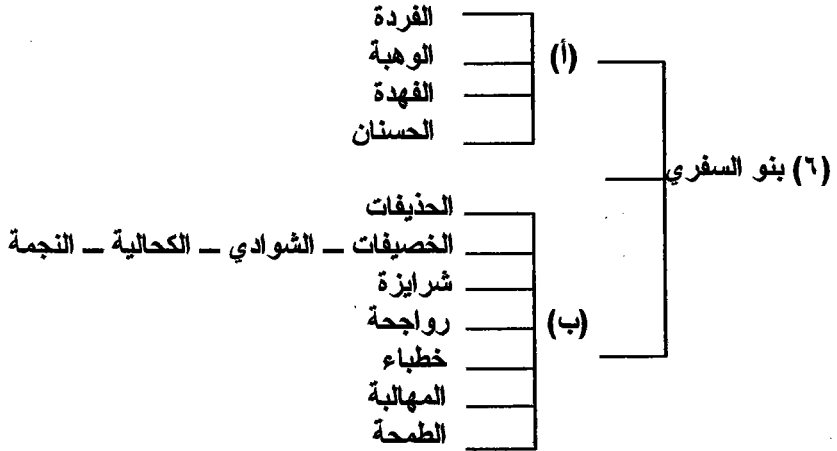 (٦) بنو السفري
(أ)
الفردة
الوهبة
الفهدة
الحسنان
(ب)
الحذيفات
الخصيفات – الشوادي – الكحالية – النجمة
شرايزة
رواجحة
خطباء
المهالبة
الطمحة